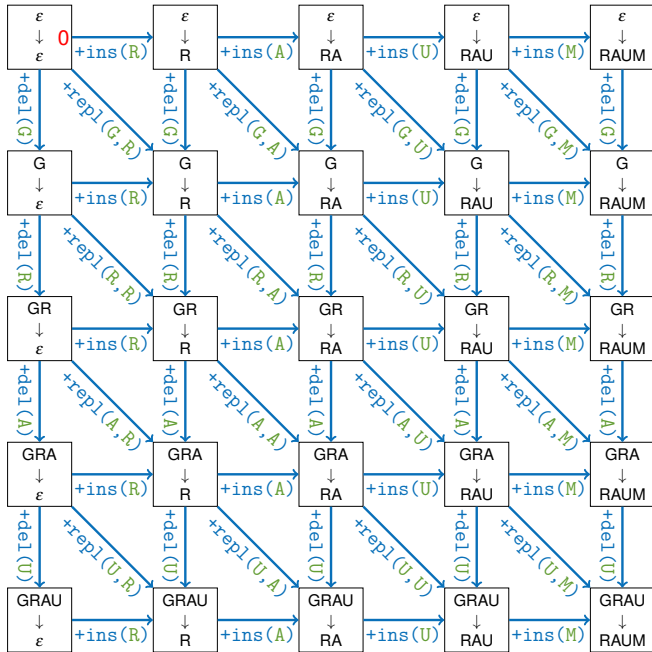 ε ε ε ε ε
↓ 0 ↓ ↓ ↓ ↓
ε +ins(R) R +ins(A) RA +ins(U) RAU +ins(M) RAUM
+del(G) +repl(G,R) +del(G) +repl(G,A) +del(G) +repl(G,U) +del(G) +repl(G,M) +del(G)
G G G G G
↓ ↓ ↓ ↓ ↓
ε +ins(R) R +ins(A) RA +ins(U) RAU +ins(M) RAUM
+del(R) +repl(R,R) +del(R) +repl(R,A) +del(R) +repl(R,U) +del(R) +repl(R,M) +del(R)
GR GR GR GR GR
↓ ↓ ↓ ↓ ↓
ε +ins(R) R +ins(A) RA +ins(U) RAU +ins(M) RAUM
+del(A) +repl(A,R) +del(A) +repl(A,A) +del(A) +repl(A,U) +del(A) +repl(A,M) +del(A)
GRA GRA GRA GRA GRA
↓ ↓ ↓ ↓ ↓
ε +ins(R) R +ins(A) RA +ins(U) RAU +ins(M) RAUM
+del(U) +repl(U,R) +del(U) +repl(U,A) +del(U) +repl(U,U) +del(U) +repl(U,M) +del(U)
GRAU GRAU GRAU GRAU GRAU
↓ ↓ ↓ ↓ ↓
ε +ins(R) R +ins(A) RA +ins(U) RAU +ins(M) RAUM